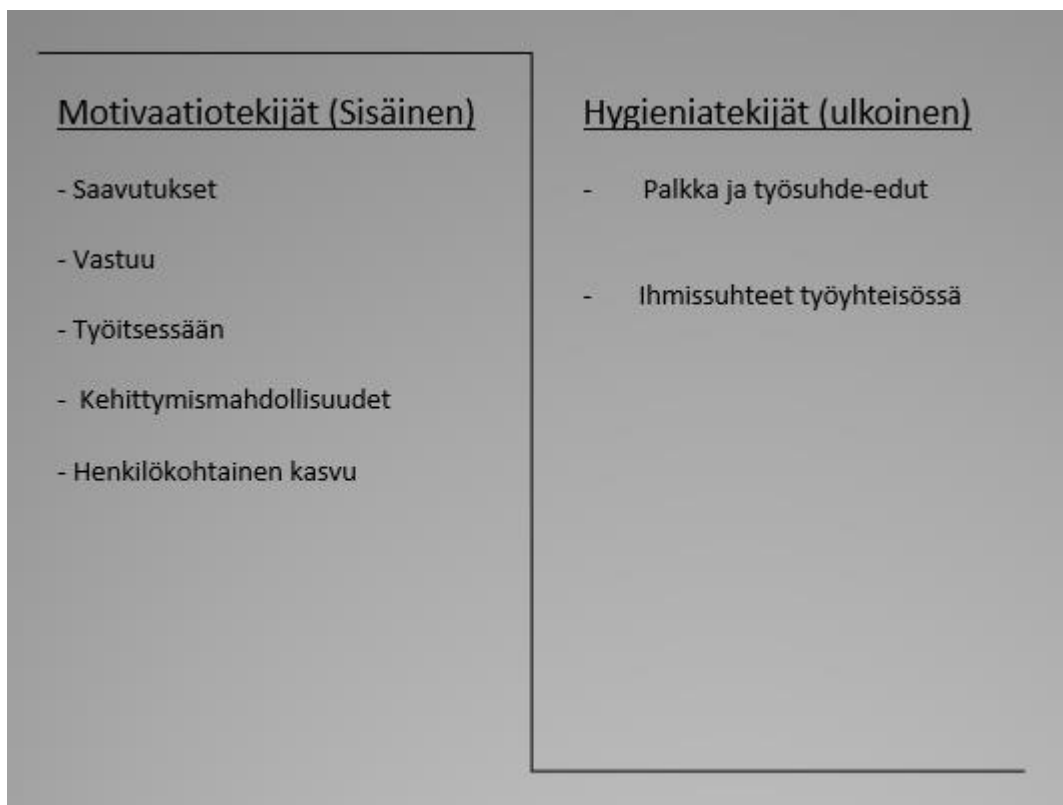 Motivaatiotekijät (Sisäinen)
- Saavutukset
- Vastuu
- Työitsessään
- Kehittymismahdollisuudet
- Henkilökohtainen kasvu
Hygieniatekijät (ulkoinen)
- Palkka ja työsuhde-edut
- Ihmissuhteet työyhteisössä